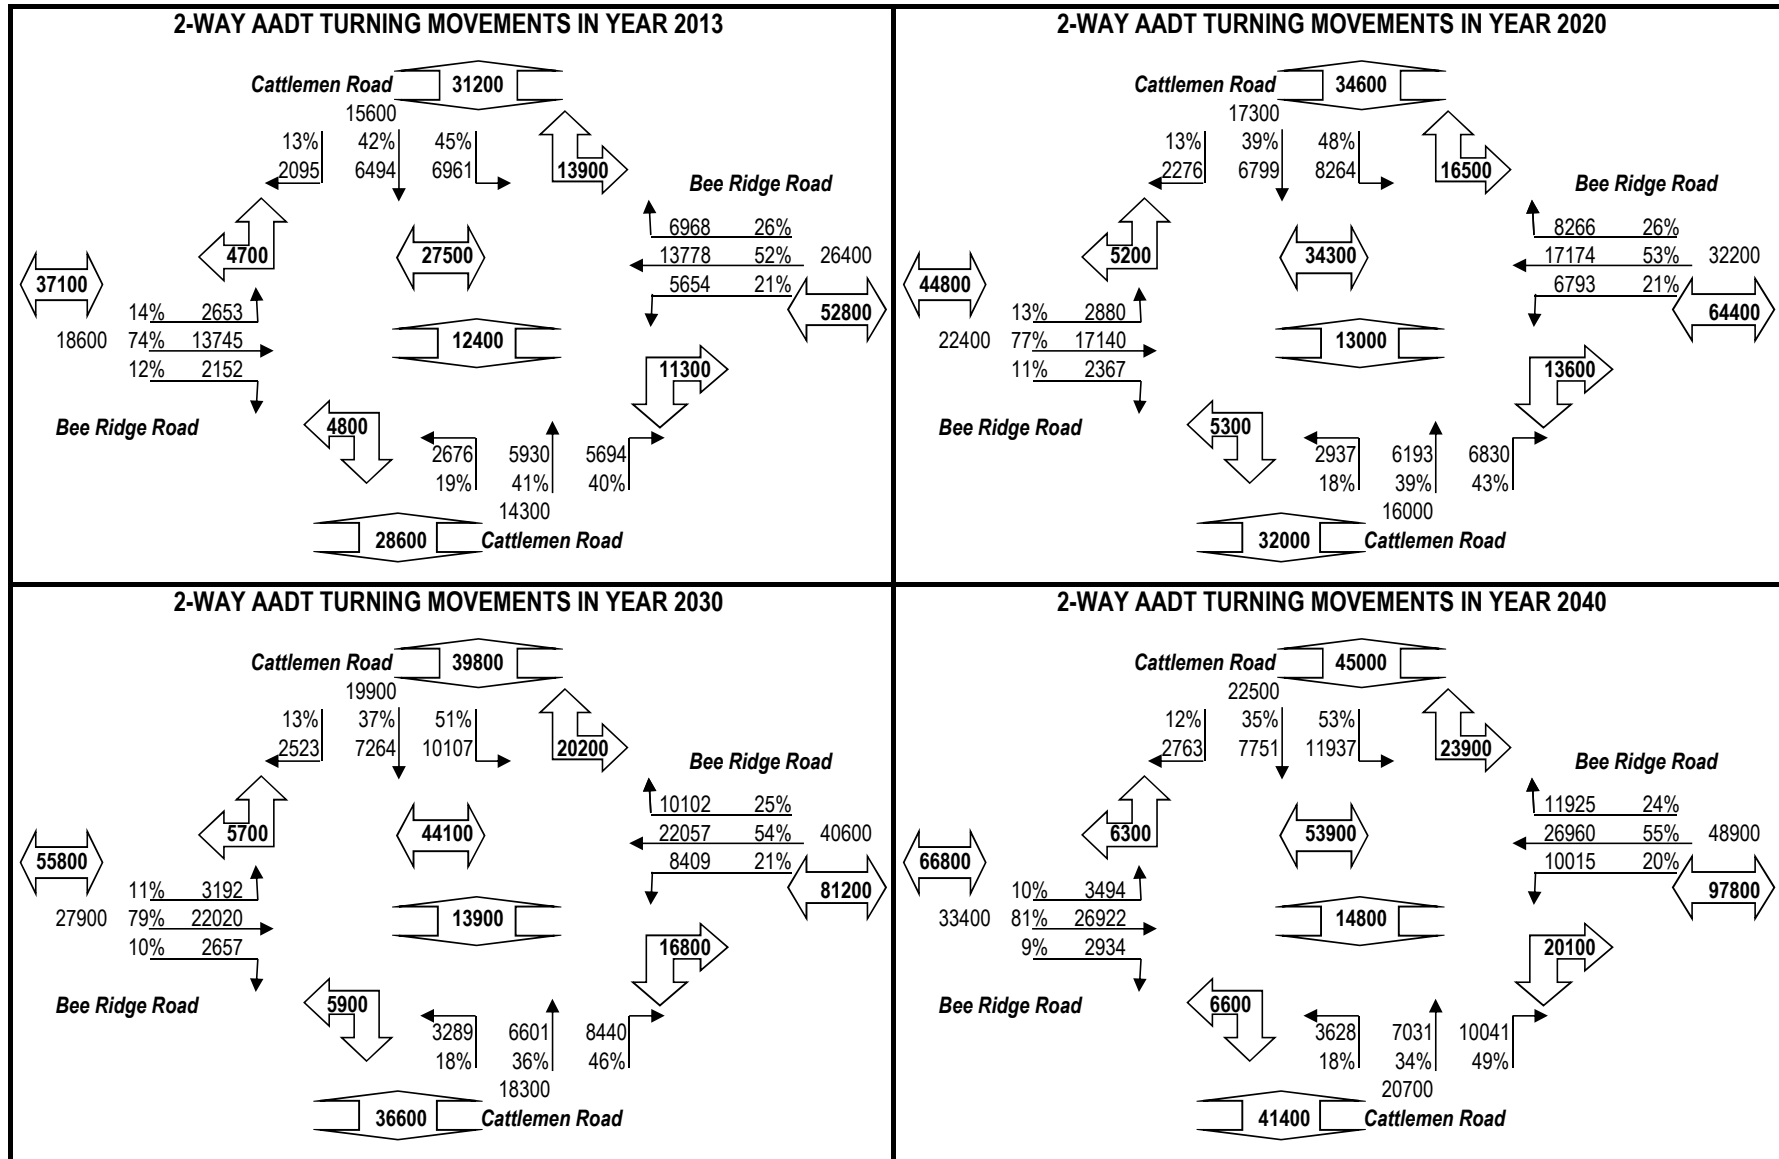 2-WAY AADT TURNING MOVEMENTS IN YEAR 2013
Cattlemen Road 31200
15600
13% 42% 45%
2095 6494 6961 13900
Bee Ridge Road
6968 26%
4700 27500 13778 52% 26400
37100 5654 21%
14% 2653 52800
18600 74% 13745 12400
12% 2152 11300
Bee Ridge Road 4800
2676 5930 5694
19% 41% 40%
14300
28600 Cattlemen Road
2-WAY AADT TURNING MOVEMENTS IN YEAR 2020
Cattlemen Road 34600
17300
13% 39% 48%
2276 6799 8264 16500
Bee Ridge Road
8266 26%
5200 34300 17174 53% 32200
44800 6793 21%
13% 2880 64400
22400 77% 17140 13000
11% 2367 13600
Bee Ridge Road 5300
2937 6193 6830
18% 39% 43%
16000
32000 Cattlemen Road
2-WAY AADT TURNING MOVEMENTS IN YEAR 2030
Cattlemen Road 39800
19900
13% 37% 51%
2523 7264 10107 20200
Bee Ridge Road
10102 25%
5700 44100 22057 54% 40600
55800 8409 21%
11% 3192 81200
27900 79% 22020 13900
10% 2657 16800
Bee Ridge Road 5900
3289 6601 8440
18% 36% 46%
18300
36600 Cattlemen Road
2-WAY AADT TURNING MOVEMENTS IN YEAR 2040
Cattlemen Road 45000
22500
12% 35% 53%
2763 7751 11937 23900
Bee Ridge Road
11925 24%
6300 53900 26960 55% 48900
66800 10015 20%
10% 3494 97800
33400 81% 26922 14800
9% 2934 20100
Bee Ridge Road 6600
3628 7031 10041
18% 34% 49%
20700
41400 Cattlemen Road